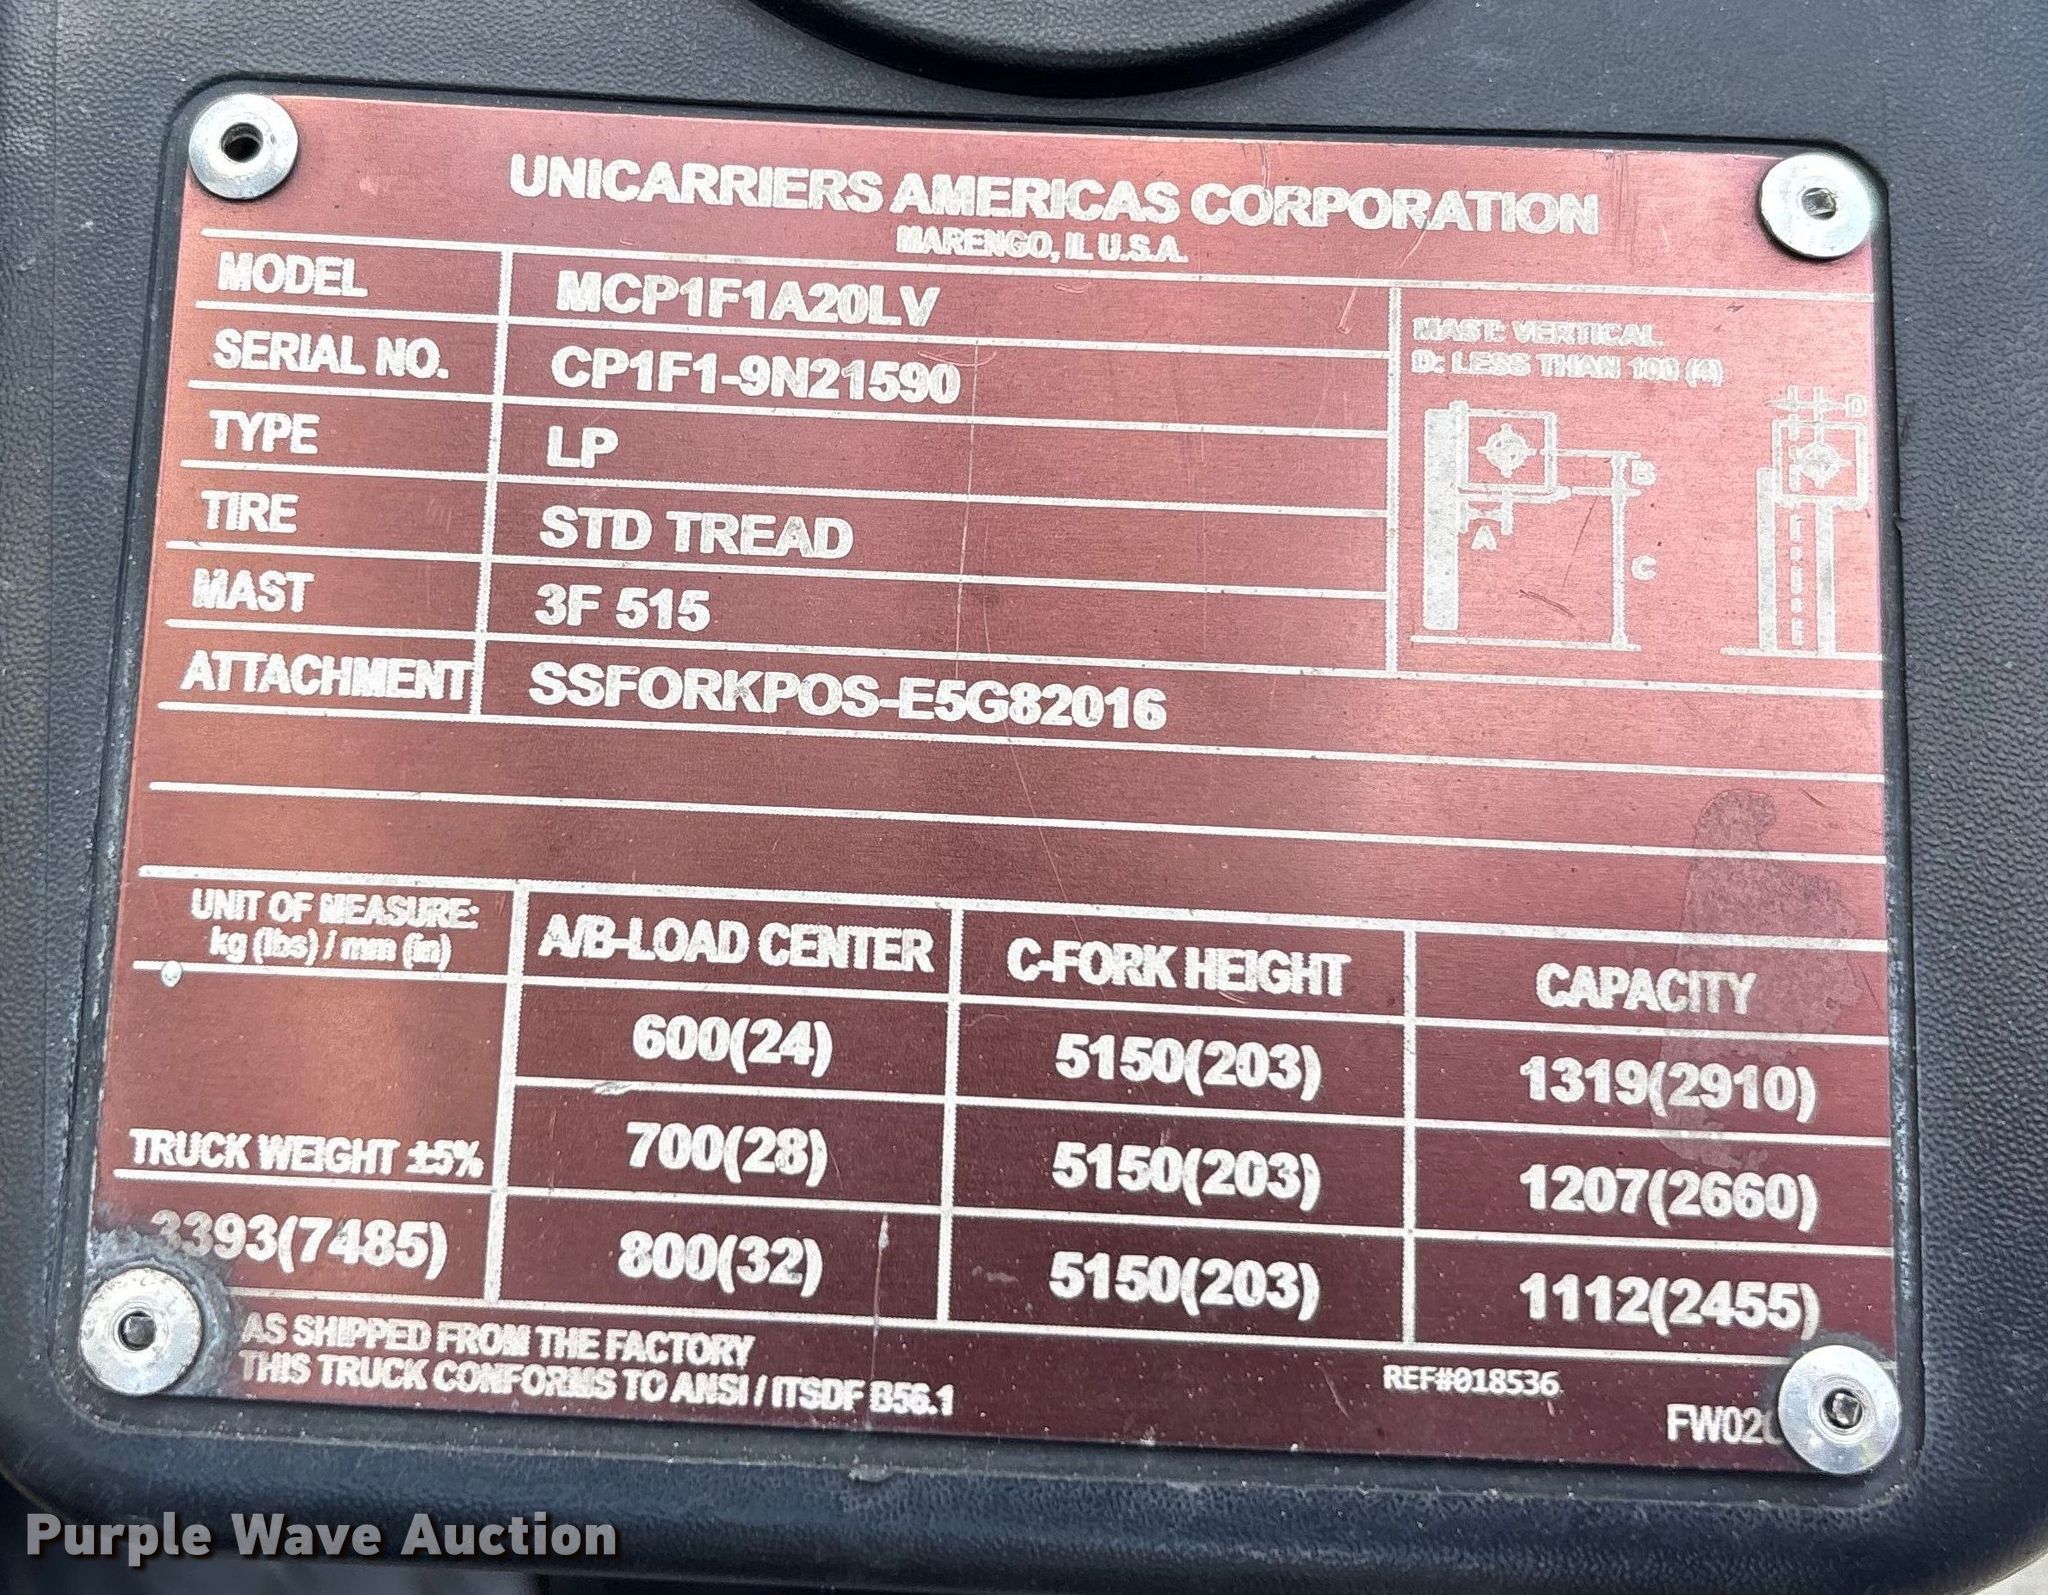 UNICARRIERS AMERICAS CORPORATION
MARENGO, IL U.S.A.
MODEL MCP1F1A20LV
SERIAL NO. CP1F1-9N21590
TYPE LP
TIRE STD TREAD
MAST 3F 515
ATTACHMENT SSFORKPOS-E5G82016
MAST: VERTICAL
D: LESS THAN 100 (4)
D
B
A
C
UNIT OF MEASURE:
kg (lbs) / mm (in)
A/B-LOAD CENTER C-FORK HEIGHT CAPACITY
600(24) 5150(203) 1319(2910)
TRUCK WEIGHT ±5% 700(28) 5150(203) 1207(2660)
3393(7485) 800(32) 5150(203) 1112(2455)
AS SHIPPED FROM THE FACTORY
THIS TRUCK CONFORMS TO ANSI / ITSDF B56.1
REF#018536
Purple Wave Auction